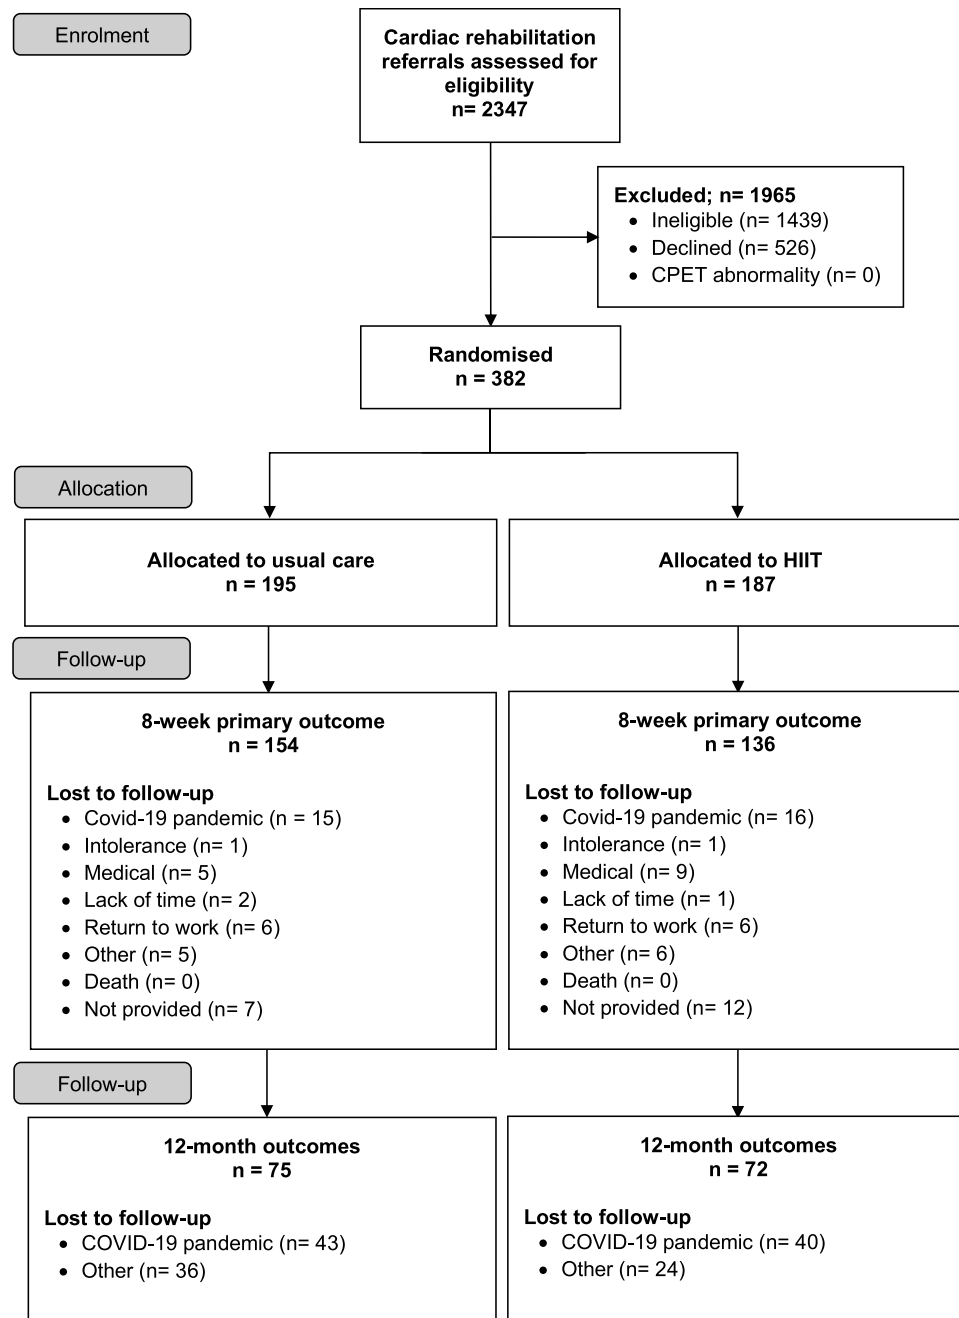 Enrolment
Cardiac rehabilitation
referrals assessed for
eligibility
n= 2347
Excluded; n= 1965
• Ineligible (n= 1439)
• Declined (n= 526)
• CPET abnormality (n= 0)
Randomised
n = 382
Allocation
Allocated to usual care
n = 195
Allocated to HIIT
n = 187
Follow-up
8-week primary outcome
n = 154
Lost to follow-up
• Covid-19 pandemic (n = 15)
• Intolerance (n= 1)
• Medical (n= 5)
• Lack of time (n= 2)
• Return to work (n= 6)
• Other (n= 5)
• Death (n= 0)
• Not provided (n= 7)
8-week primary outcome
n = 136
Lost to follow-up
• Covid-19 pandemic (n= 16)
• Intolerance (n= 1)
• Medical (n= 9)
• Lack of time (n= 1)
• Return to work (n= 6)
• Other (n= 6)
• Death (n= 0)
• Not provided (n= 12)
Follow-up
12-month outcomes
n = 75
Lost to follow-up
• COVID-19 pandemic (n= 43)
• Other (n= 36)
12-month outcomes
n = 72
Lost to follow-up
• COVID-19 pandemic (n= 40)
• Other (n= 24)